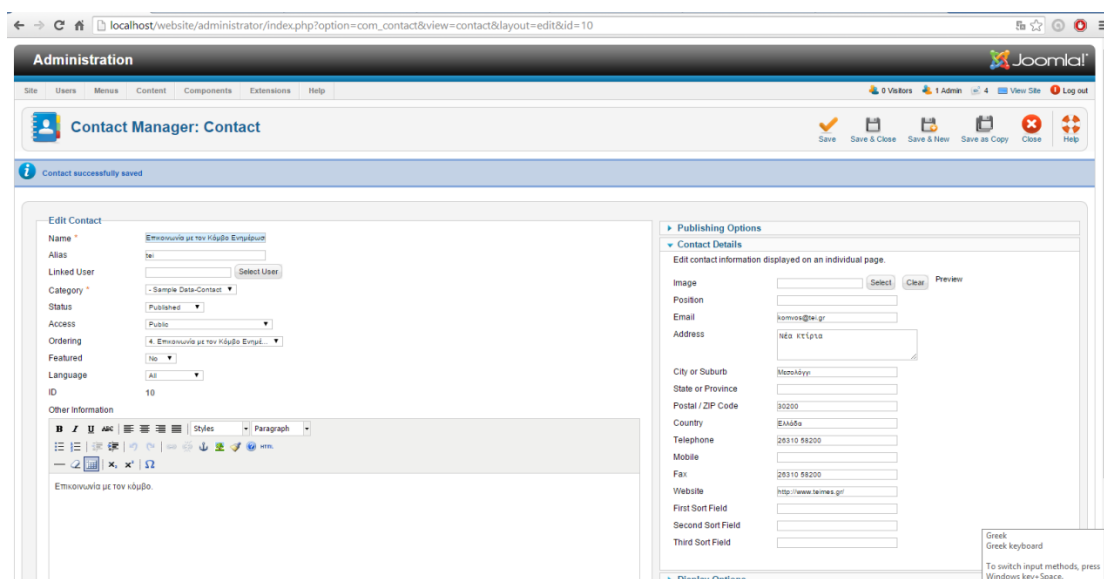 localhost/website/administrator/index.php?option=com_contact&view=contact&layout=edit&id=10
Administration
Joomla!
Site Users Menus Content Components Extensions Help
0 Visitors 1 Admin 4 View Site Log out
Contact Manager: Contact
Save Save & Close Save & New Save as Copy Close Help
Contact successfully saved
Edit Contact
Name * Επικοινωνία με τον Κόμβο Ενημέρωσ
Alias tei
Linked User Select User
Category * - Sample Data-Contact
Status Published
Access Public
Ordering 4. Επικοινωνία με τον Κόμβο Ενημέ...
Featured No
Language All
ID 10
Other Information
B I U ABC Styles Paragraph
HTML
Ω
Επικοινωνία με τον κόμβο.
Publishing Options
Contact Details
Edit contact information displayed on an individual page.
Image Select Clear Preview
Position
Email komvos@tei.gr
Address Νέα Κτίρια
City or Suburb Μεσολόγγι
State or Province
Postal / ZIP Code 30200
Country Ελλάδα
Telephone 26310 58200
Mobile
Fax 26310 58200
Website http://www.teimes.gr/
First Sort Field
Second Sort Field
Third Sort Field
Display Options
Greek
Greek keyboard
To switch input methods, press
Windows key+Space.